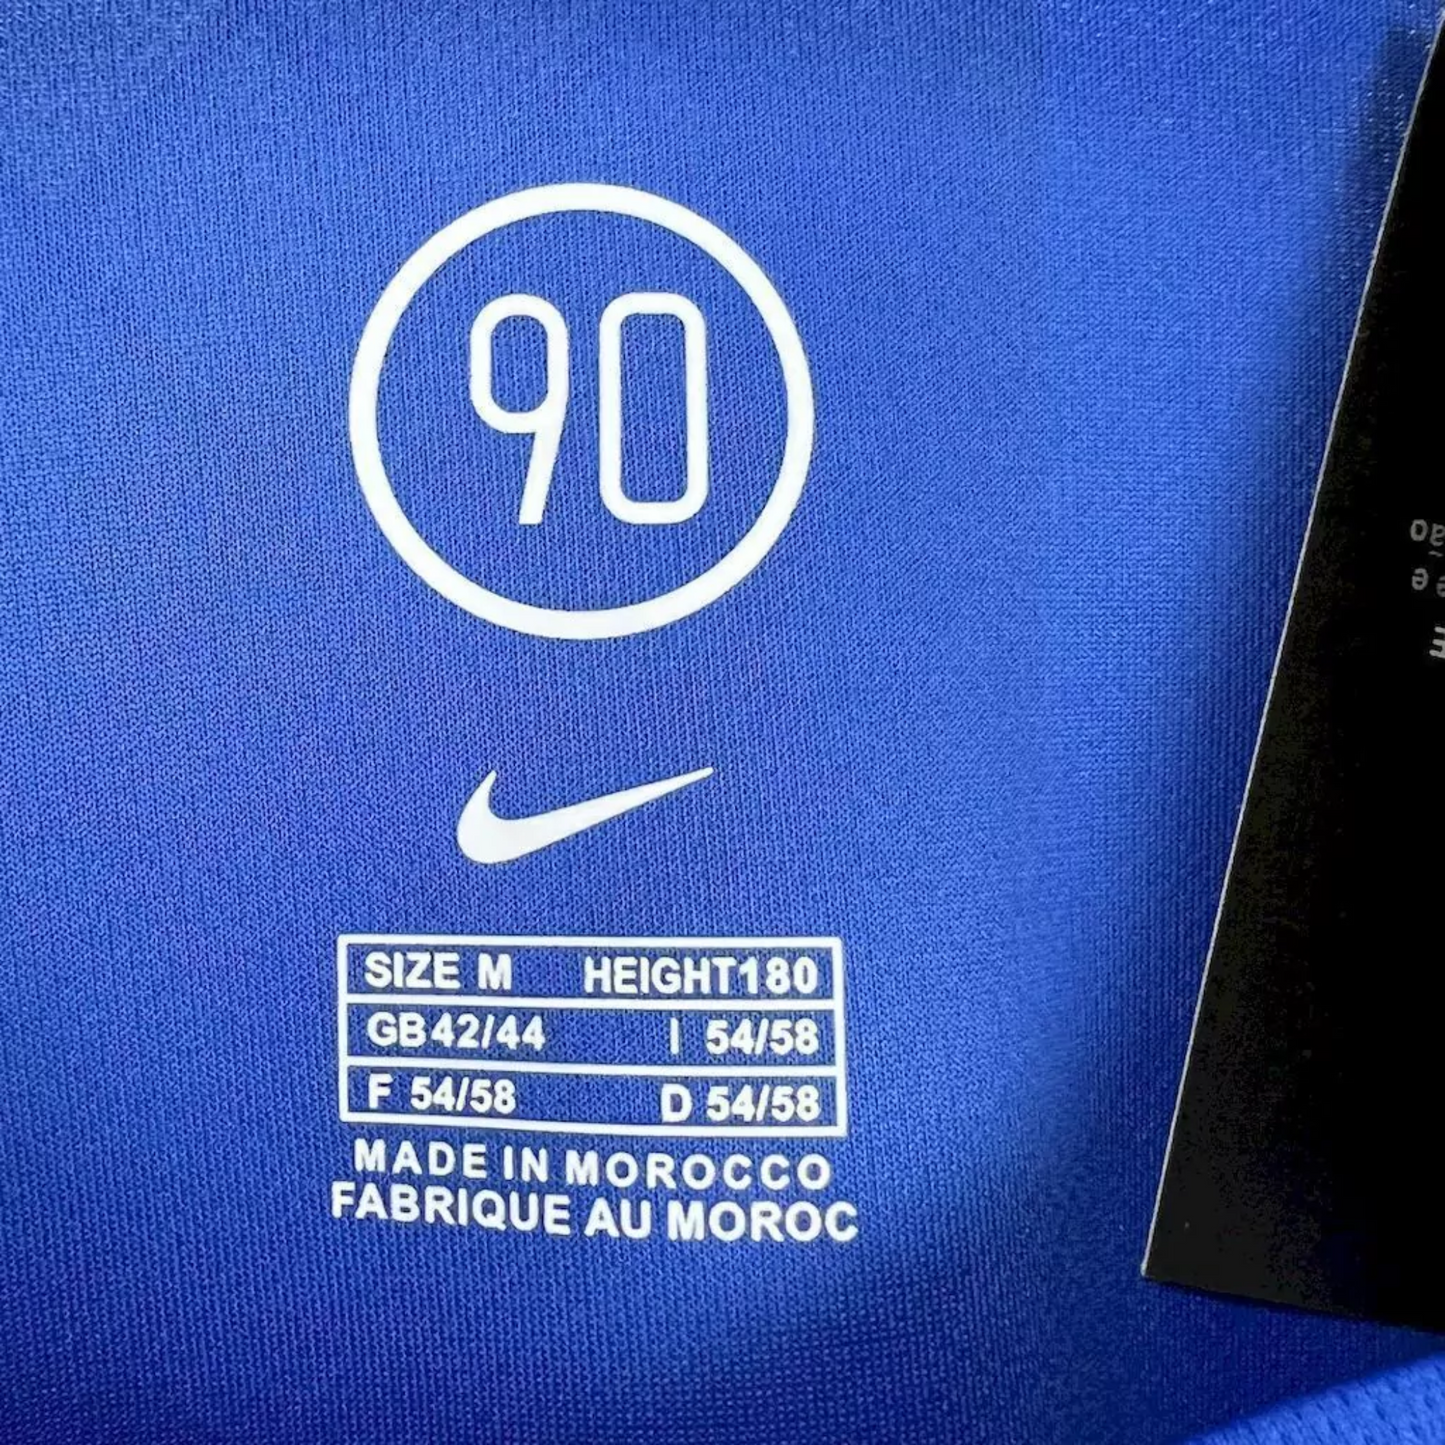 90
SIZE M HEIGHT180
GB42/44 I 54/58
F 54/58 D 54/58
MADE IN MOROCCO
FABRIQUE AU MOROC